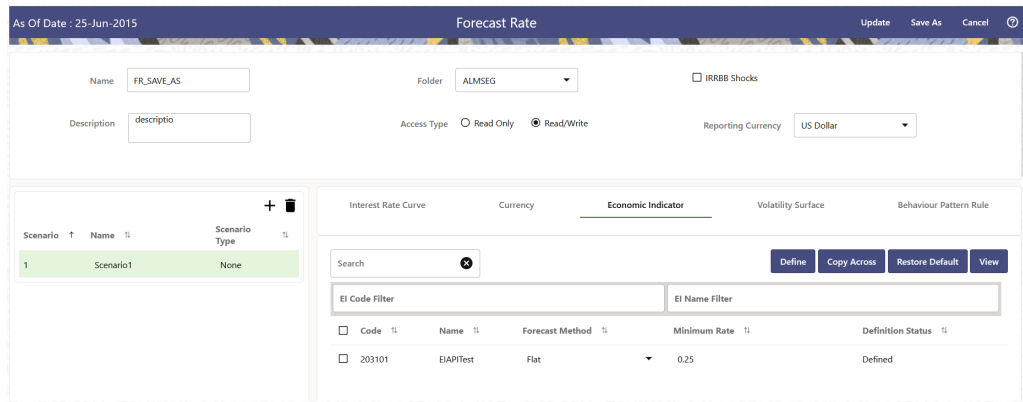 As Of Date : 25-Jun-2015
Forecast Rate
Update
Save As
Cancel
?
Name
FR_SAVE_AS
Folder
ALMSEG
IRRBB Shocks
Description
descriptio
Access Type
Read Only
Read/Write
Reporting Currency
US Dollar
Scenario
Name
Scenario Type
1
Scenario1
None
Interest Rate Curve
Currency
Economic Indicator
Volatility Surface
Behaviour Pattern Rule
Search
Define
Copy Across
Restore Default
View
EI Code Filter
EI Name Filter
Code
Name
Forecast Method
Minimum Rate
Definition Status
203101
EIAPITest
Flat
0.25
Defined